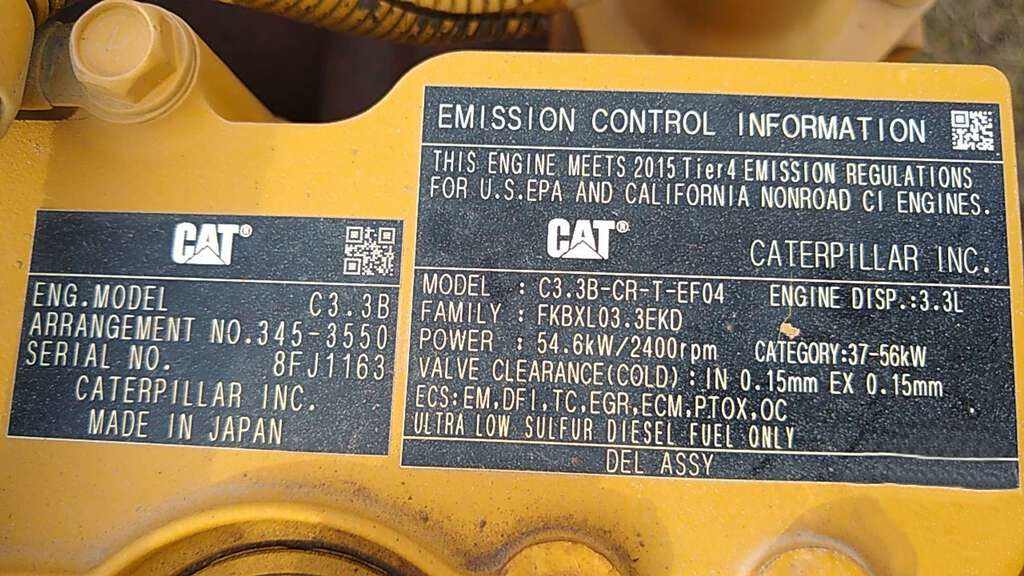 CAT®
ENG.MODEL C3.3B
ARRANGEMENT NO.345-3550
SERIAL NO. 8FJ1163
CATERPILLAR INC.
MADE IN JAPAN
EMISSION CONTROL INFORMATION
THIS ENGINE MEETS 2015 Tier4 EMISSION REGULATIONS
FOR U.S.EPA AND CALIFORNIA NONROAD CI ENGINES.
CAT® CATERPILLAR INC.
MODEL : C3.3B-CR-T-EF04 ENGINE DISP.:3.3L
FAMILY : FKBXL03.3EKD
POWER : 54.6kW/2400rpm CATEGORY:37-56kW
VALVE CLEARANCE(COLD) : IN 0.15mm EX 0.15mm
ECS:EM,DFI,TC,EGR,ECM,PTOX,OC
ULTRA LOW SULFUR DIESEL FUEL ONLY
DEL ASSY